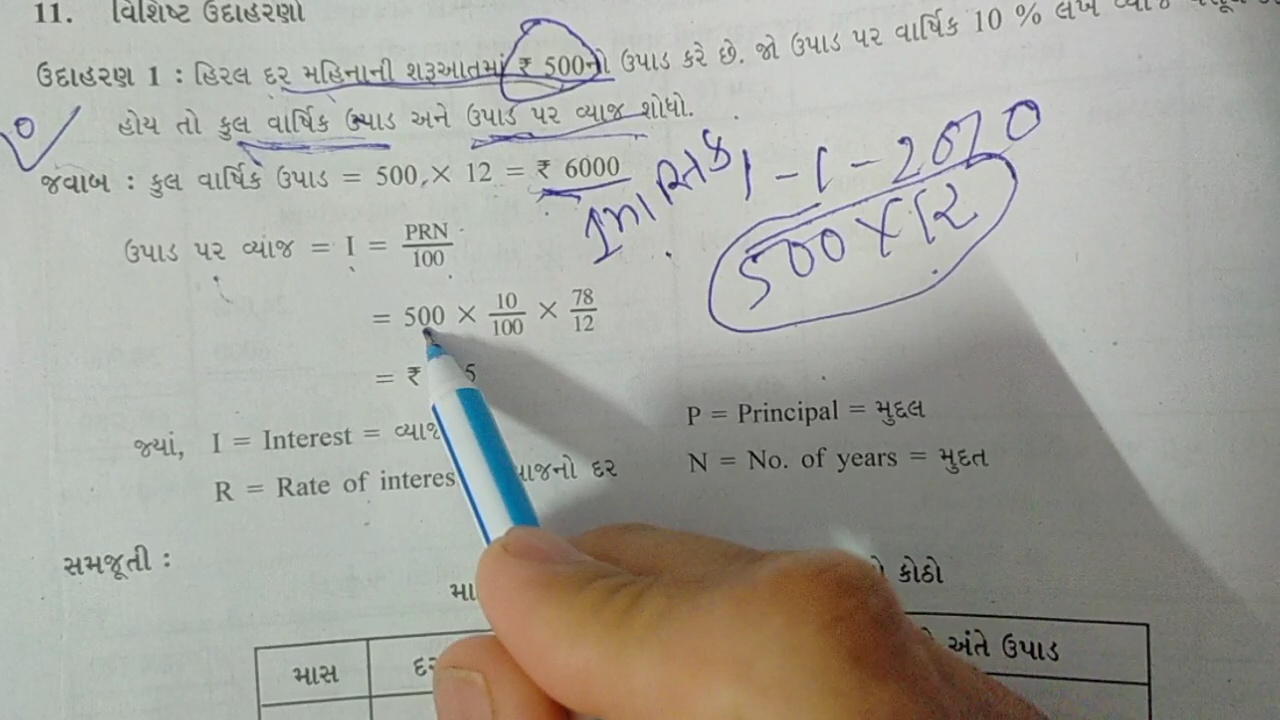 11. વિશિષ્ટ ઉદાહરણો
ઉદાહરણ 1 : હિરલ દર મહિનાની શરૂઆતમાં ₹ 500નો ઉપાડ કરે છે. જો ઉપાડ પર વાર્ષિક 10 % લેખે વ્યાજ
હોય તો કુલ વાર્ષિક ઉપાડ અને ઉપાડ પર વ્યાજ શોધો.
જવાબ : કુલ વાર્ષિક ઉપાડ = 500 × 12 = ₹ 6000
1 - 1 -
500 X 12
ઉપાડ પર વ્યાજ = I = PRN/100
= 500 × 10/100 × 78/12
= ₹ 5
જ્યાં, I = Interest = વ્યાજ
P = Principal = મુદ્દલ
R = Rate of interes દર
N = No. of years = મુદત
સમજૂતી :
કોઠો
માસ
અંતે ઉપાડ